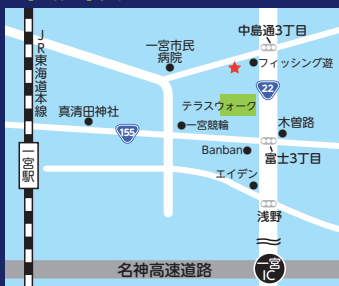 中島通3丁目
JR東海道本線
一宮市民
病院
フィッシング遊
22
テラスウォーク
真清田神社
155
一宮競輪
木曽路
Banban
富士3丁目
一宮駅
エイデン
浅野
名神高速道路
一宮
IC